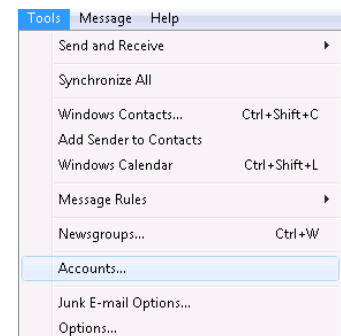 Tools Message Help
Send and Receive
Synchronize All
Windows Contacts... Ctrl+Shift+C
Add Sender to Contacts
Windows Calendar Ctrl+Shift+L
Message Rules
Newsgroups... Ctrl+W
Accounts...
Junk E-mail Options...
Options...